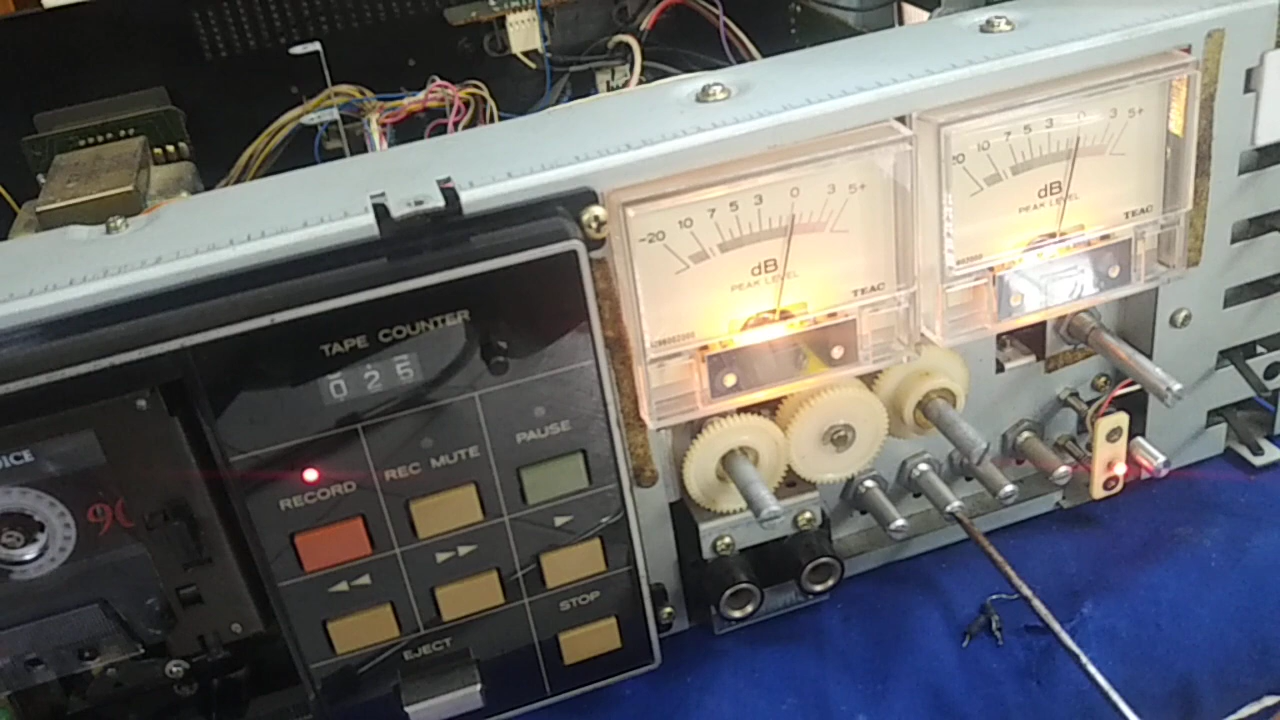 TAPE COUNTER
025
RECORD
REC MUTE
PAUSE
STOP
EJECT
90
-20 10 7 5 3 0 3 5+
dB
PEAK LEVEL
TEAC
20 10 7 5 3 0 3 5+
dB
PEAK LEVEL
TEAC